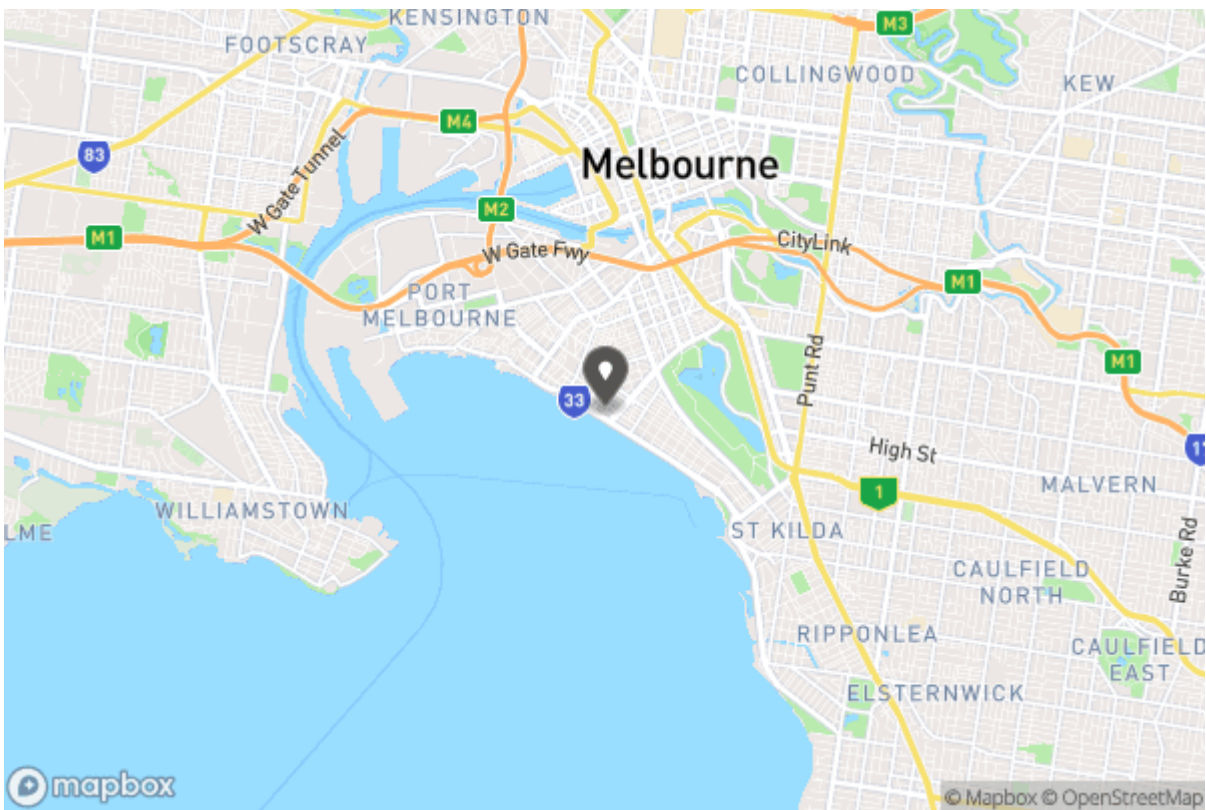 KENSINGTON
M3
FOOTSCRAY
COLLINGWOOD
KEW
M4
83
W Gate Tunnel
Melbourne
M2
M1
W Gate Fwy
CityLink
M1
PORT
MELBOURNE
M1
Punt Rd
33
High St
1
MALVERN
WILLIAMSTOWN
LME
ST KILDA
CAULFIELD
NORTH
Burke Rd
RIPPONLEA
CAULFIELD
EAST
ELSTERNWICK
mapbox
© Mapbox © OpenStreetMap